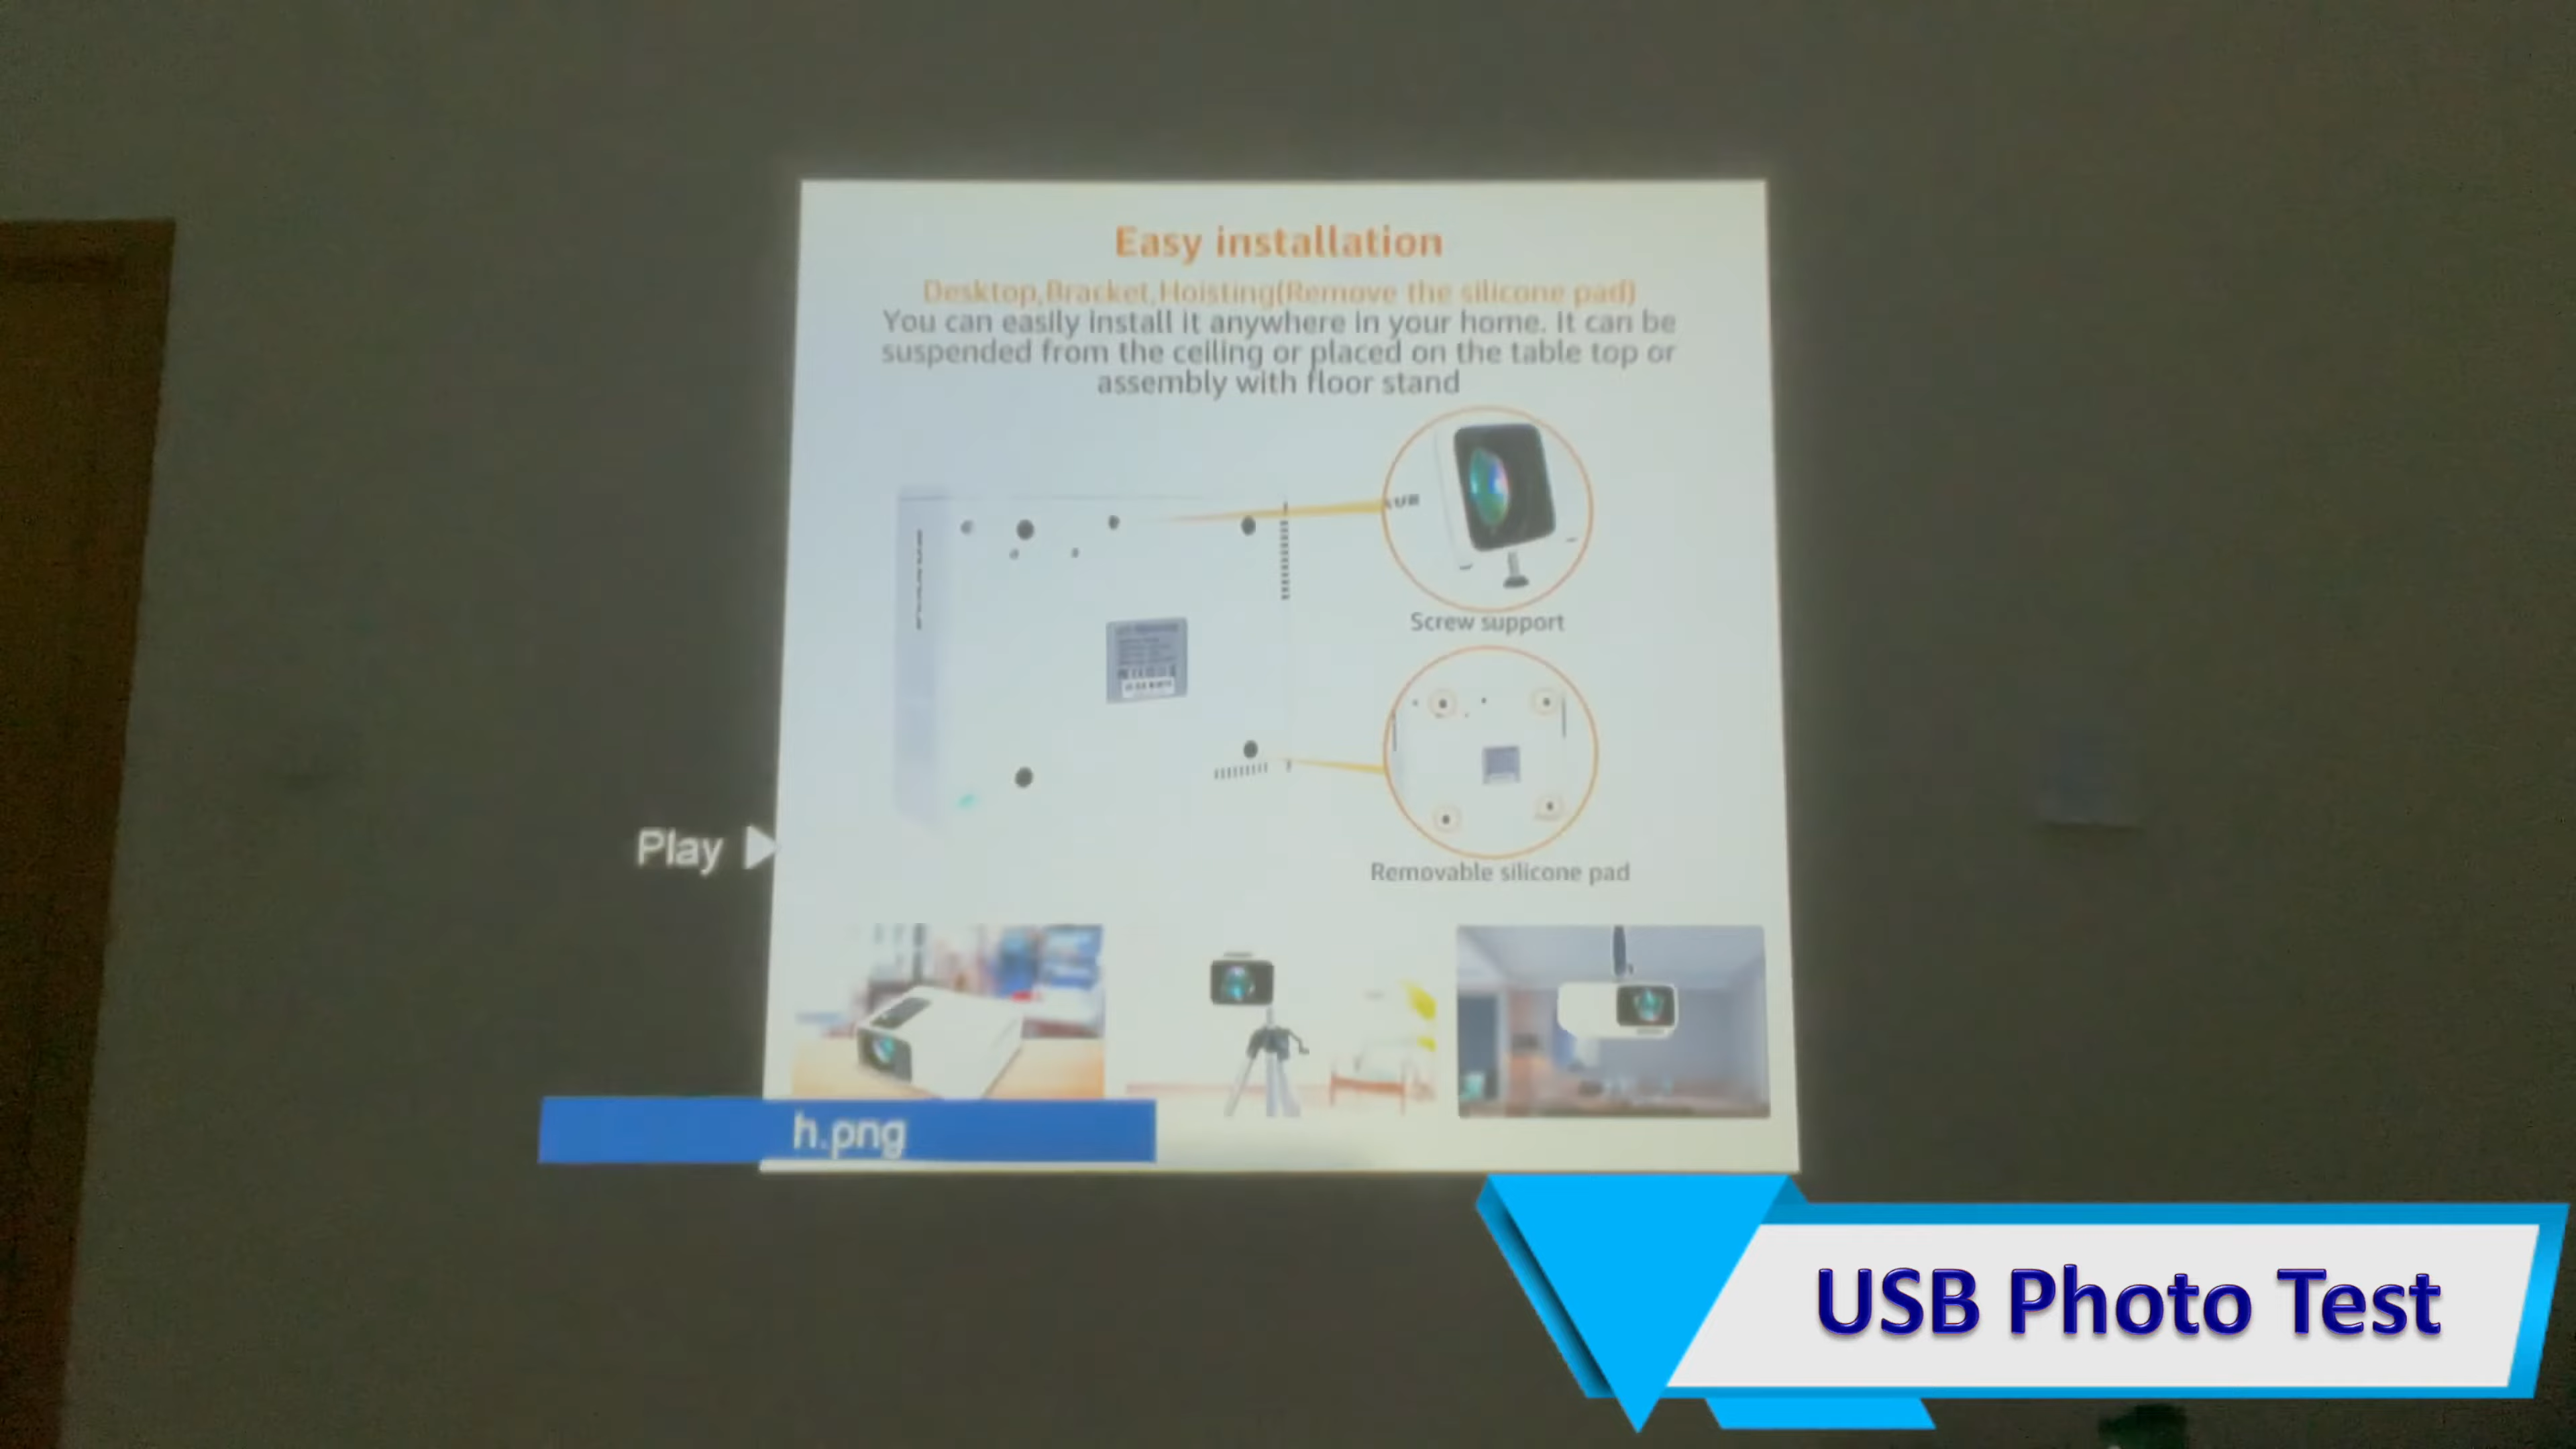 Easy installation
Desktop,Bracket,Hoisting(Remove the silicone pad)
You can easily install it anywhere in your home. It can be
suspended from the ceiling or placed on the table top or
assembly with floor stand
Screw support
Removable silicone pad
Play
h.png
USB Photo Test